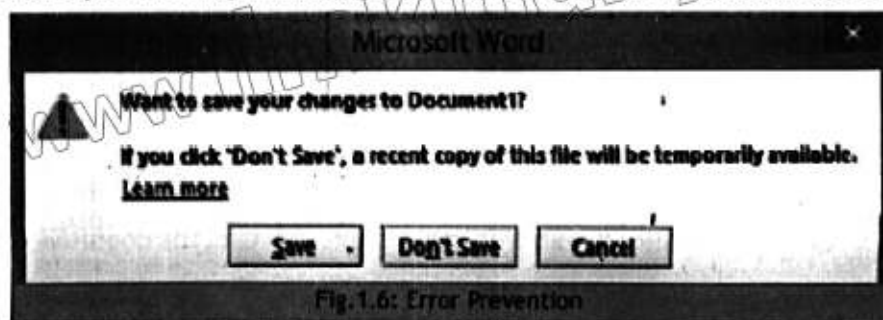 Microsoft Word
Want to save your changes to Document1?
If you click "Don't Save", a recent copy of this file will be temporarily available.
Learn more
Save
Don't Save
Cancel
Fig.1.6: Error Prevention